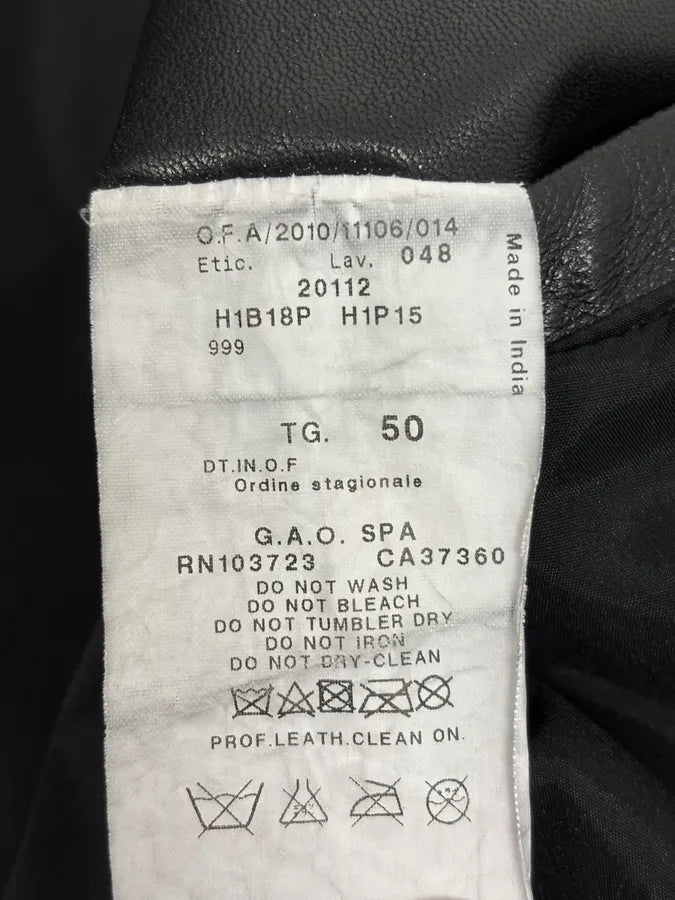 O.F.A/2010/11106/014
Etic. Lav. 048
20112
H1B18P H1P15
999
Made in India
TG. 50
DT.IN.O.F
Ordine stagionale
G.A.O. SPA
RN103723 CA37360
DO NOT WASH
DO NOT BLEACH
DO NOT TUMBLER DRY
DO NOT IRON
DO NOT DRY-CLEAN
PROF.LEATH.CLEAN ON.